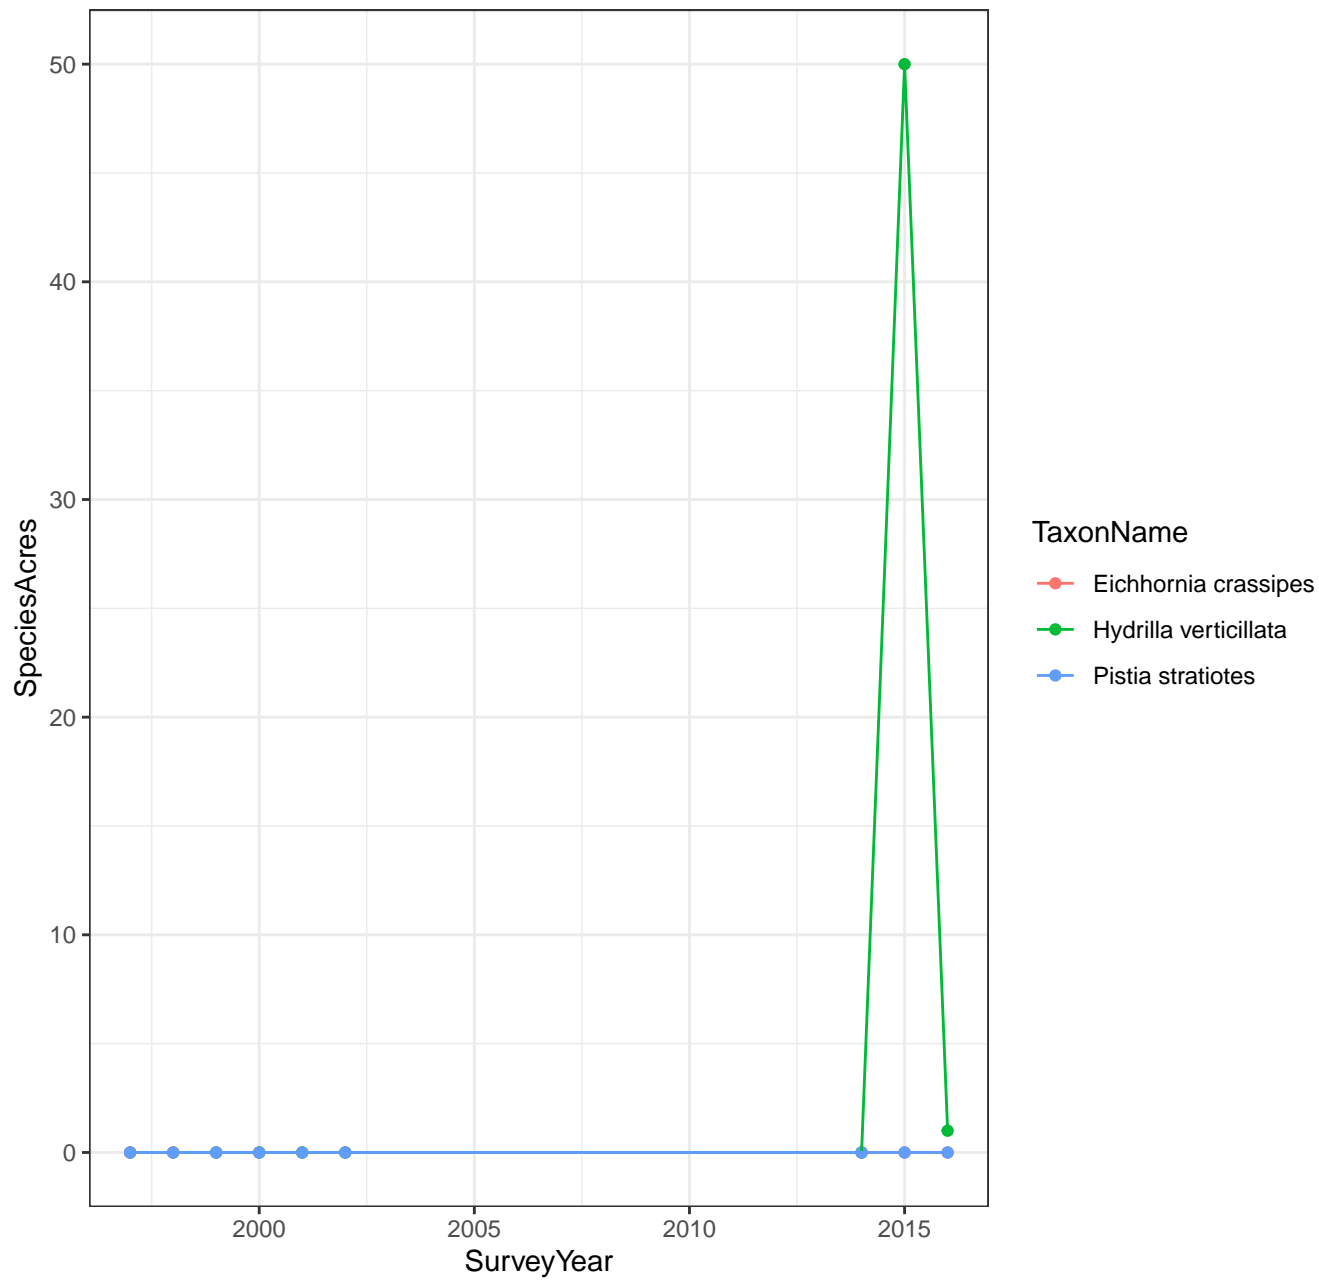 50
40
30
20
10
0
SpeciesAcres
2000
2005
2010
2015
SurveyYear
TaxonName
Eichhornia crassipes
Hydrilla verticillata
Pistia stratiotes